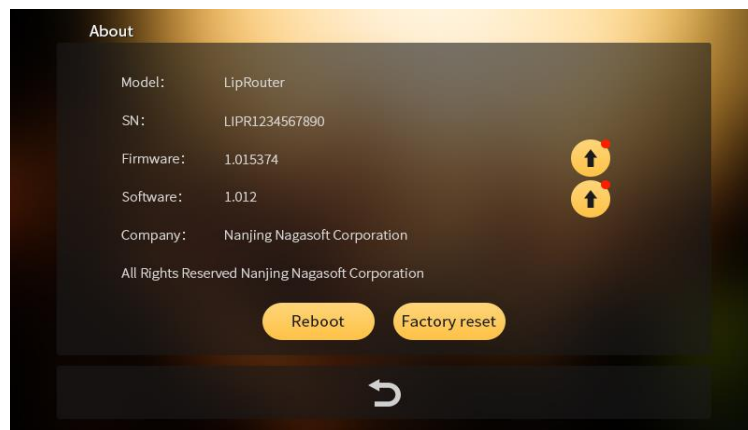 About
Model： LipRouter
SN： LIPR1234567890
Firmware： 1.015374
Software： 1.012
Company： Nanjing Nagasoft Corporation
All Rights Reserved Nanjing Nagasoft Corporation
Reboot Factory reset